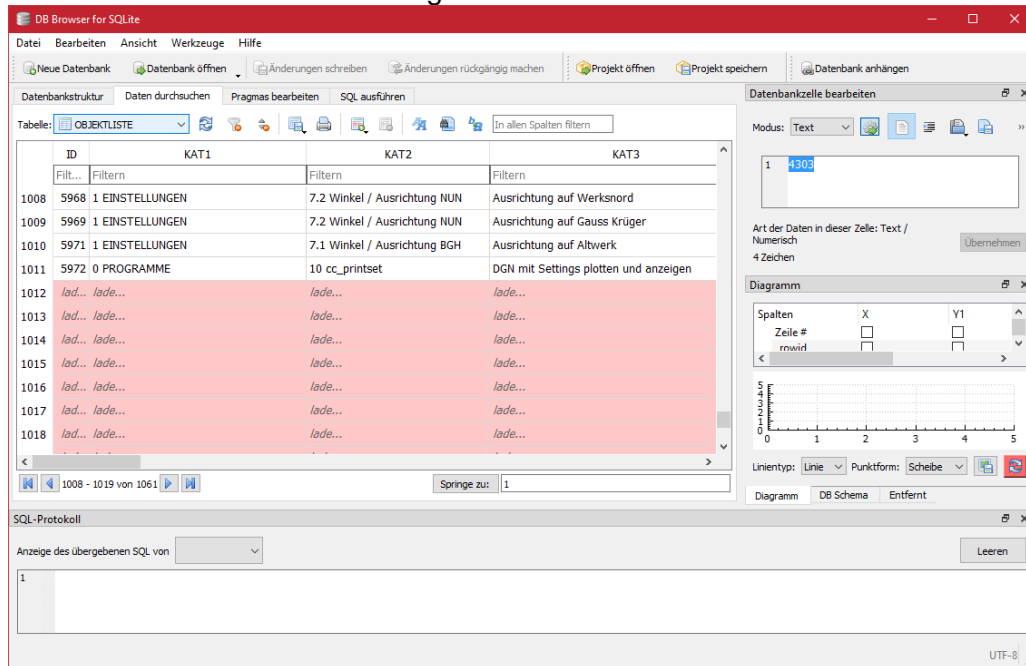 DB Browser for SQLite
Datei Bearbeiten Ansicht Werkzeuge Hilfe
Neue Datenbank Datenbank öffnen Änderungen schreiben Änderungen rückgängig machen Projekt öffnen Projekt speichern Datenbank anhängen
Datenbankstruktur Daten durchsuchen Pragmas bearbeiten SQL ausführen
Tabelle: OBJEKTLISTE In allen Spalten filtern
ID KAT1 KAT2 KAT3
Filt... Filtern Filtern Filtern
1008 5968 1 EINSTELLUNGEN 7.2 Winkel / Ausrichtung NUN Ausrichtung auf Werksnord
1009 5969 1 EINSTELLUNGEN 7.2 Winkel / Ausrichtung NUN Ausrichtung auf Gauss Krüger
1010 5971 1 EINSTELLUNGEN 7.1 Winkel / Ausrichtung BGH Ausrichtung auf Altwerk
1011 5972 0 PROGRAMME 10 cc_printset DGN mit Settings plotten und anzeigen
1012 lad... lade... lade... lade...
1013 lad... lade... lade... lade...
1014 lad... lade... lade... lade...
1015 lad... lade... lade... lade...
1016 lad... lade... lade... lade...
1017 lad... lade... lade... lade...
1018 lad... lade... lade... lade...
1008 - 1019 von 1061 Springe zu: 1
Datenbankzelle bearbeiten
Modus: Text
1 4303
Art der Daten in dieser Zelle: Text /
Numerisch
4 Zeichen
Übernehmen
Diagramm
Spalten X Y1
Zeile #
rowid
5
4
3
2
1
0
0 1 2 3 4 5
Linientyp: Linie Punktform: Scheibe
Diagramm DB Schema Entfernt
SQL-Protokoll
Anzeige des übergebenen SQL von Leeren
1
UTF-8